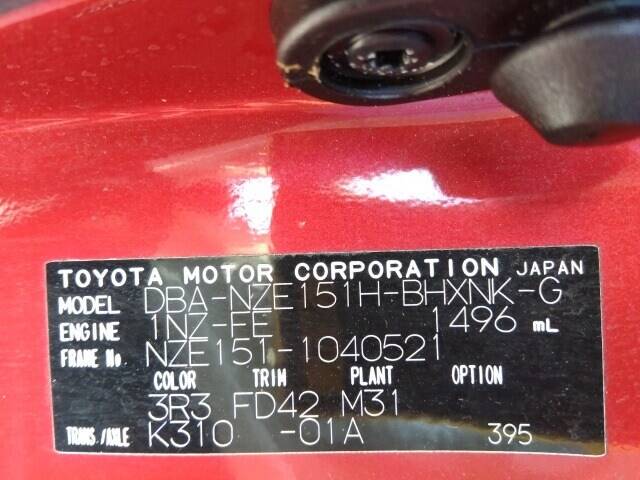 TOYOTA MOTOR CORPORATION JAPAN
MODEL DBA-NZE151H-BHXNK-G
ENGINE 1NZ-FE 1496 mL
FRAME No NZE151-1040521
COLOR TRIM PLANT OPTION
3R3 FD42 M31
TRANS./AXLE K310 -01A 395